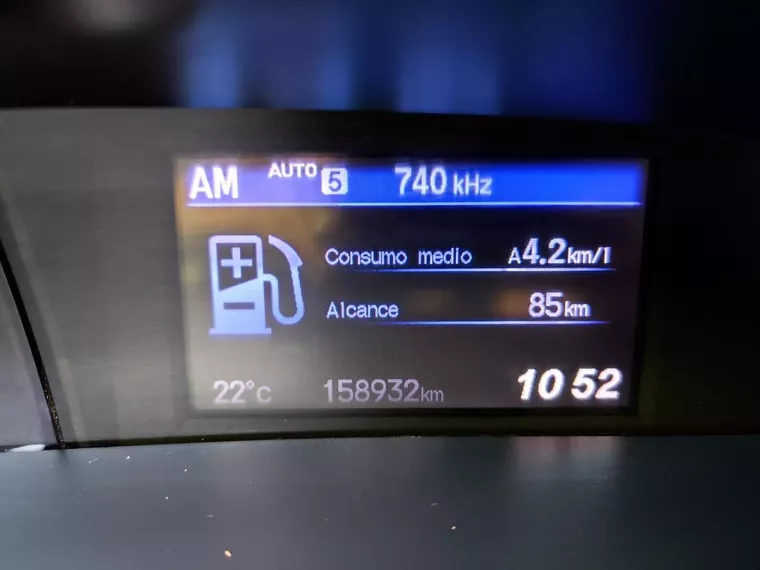 AM AUTO 5 740 kHz
Consumo medio A4.2km/l
Alcance 85km
22°C 158932km 10 52